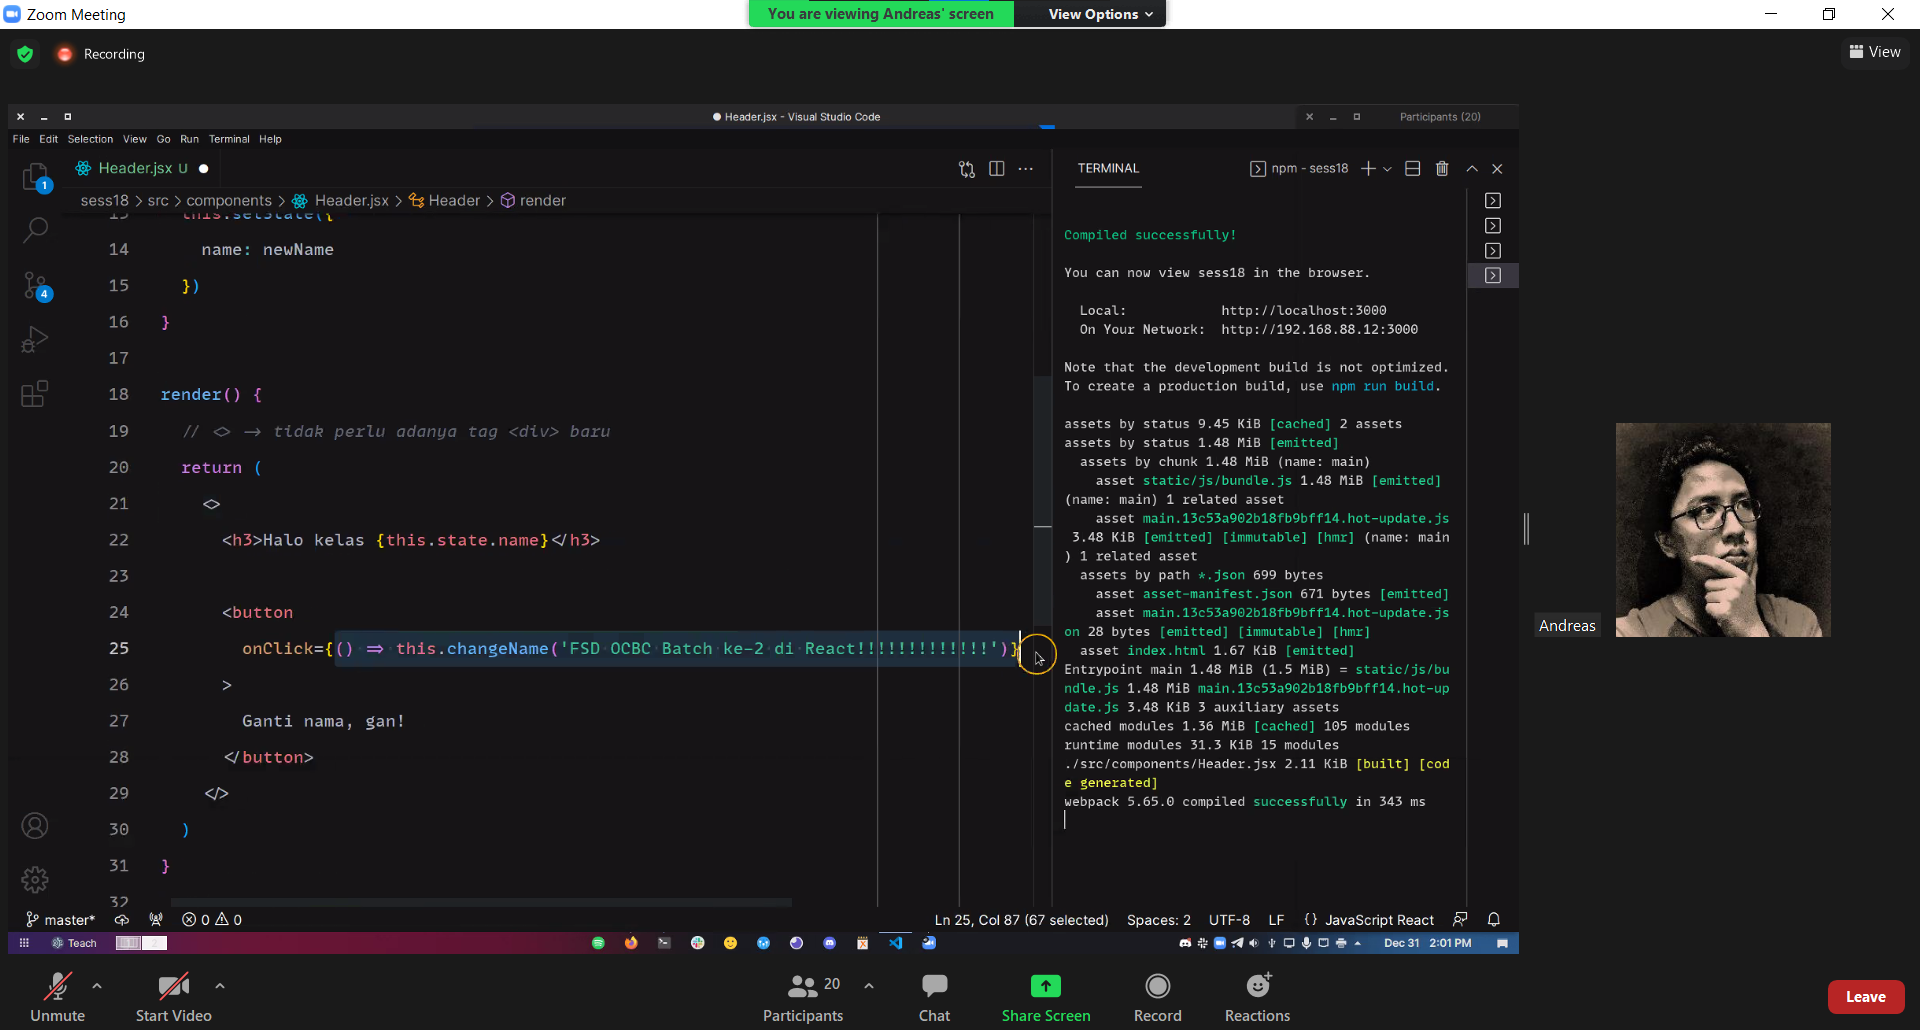 Zoom Meeting
You are viewing Andreas' screen
View Options
Recording
View
Header.jsx - Visual Studio Code
Participants (20)
File Edit Selection View Go Run Terminal Help
Header.jsx U
sess18 > src > components > Header.jsx > Header > render
13 this.setState({
14 name: newName
15 })
16 }
17
18 render() {
19 // <> → tidak perlu adanya tag <div> baru
20 return (
21 <>
22 <h3>Halo kelas {this.state.name}</h3>
23
24 <button
25 onClick={() ⇒ this.changeName('FSD OCBC Batch ke-2 di React!!!!!!!!!!!!!')}
26 >
27 Ganti nama, gan!
28 </button>
29 </>
30 )
31 }
32
1
4
TERMINAL
npm - sess18
Compiled successfully!
You can now view sess18 in the browser.
Local: http://localhost:3000
On Your Network: http://192.168.88.12:3000
Note that the development build is not optimized.
To create a production build, use npm run build.
assets by status 9.45 KiB [cached] 2 assets
assets by status 1.48 MiB [emitted]
assets by chunk 1.48 MiB (name: main)
asset static/js/bundle.js 1.48 MiB [emitted]
(name: main) 1 related asset
asset main.13c53a902b18fb9bff14.hot-update.js
3.48 KiB [emitted] [immutable] [hmr] (name: main
) 1 related asset
assets by path *.json 699 bytes
asset asset-manifest.json 671 bytes [emitted]
asset main.13c53a902b18fb9bff14.hot-update.js
on 28 bytes [emitted] [immutable] [hmr]
asset index.html 1.67 KiB [emitted]
Entrypoint main 1.48 MiB (1.5 MiB) = static/js/bu
ndle.js 1.48 MiB main.13c53a902b18fb9bff14.hot-up
date.js 3.48 KiB 3 auxiliary assets
cached modules 1.36 MiB [cached] 105 modules
runtime modules 31.3 KiB 15 modules
./src/components/Header.jsx 2.11 KiB [built] [cod
e generated]
webpack 5.65.0 compiled successfully in 343 ms
Andreas
master* 0 0
Ln 25, Col 87 (67 selected) Spaces: 2 UTF-8 LF {} JavaScript React
Teach
Dec 31 2:01 PM
Unmute
Start Video
20
Participants
Chat
Share Screen
Record
Reactions
Leave